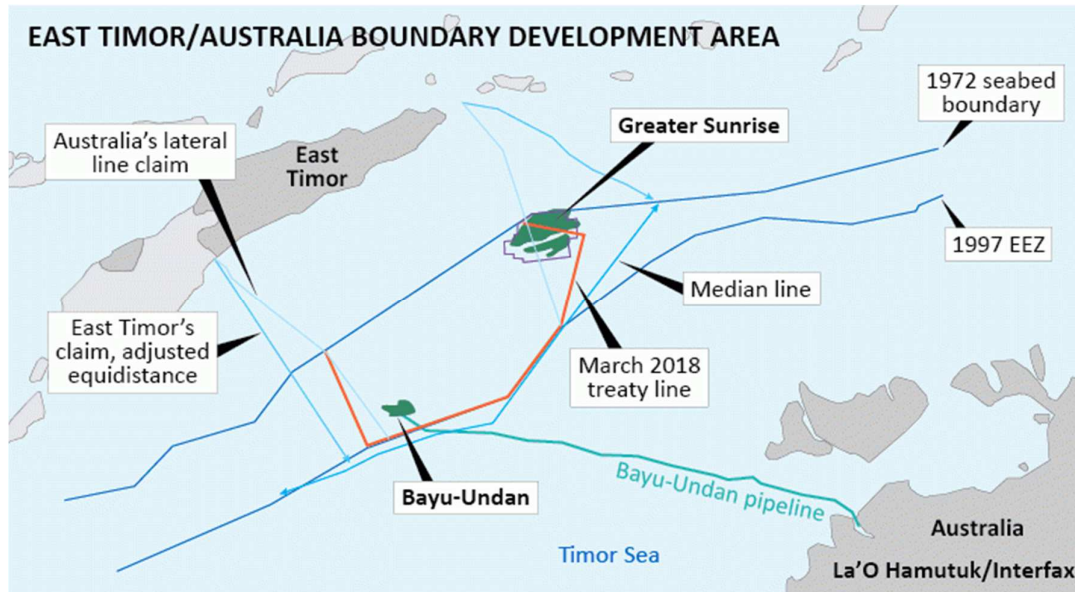 EAST TIMOR/AUSTRALIA BOUNDARY DEVELOPMENT AREA
1972 seabed
boundary
Greater Sunrise
Australia's lateral
line claim
East
Timor
1997 EEZ
Median line
East Timor's
claim, adjusted
equidistance
March 2018
treaty line
Bayu-Undan
Bayu-Undan pipeline
Australia
Timor Sea
La'O Hamutuk/Interfax